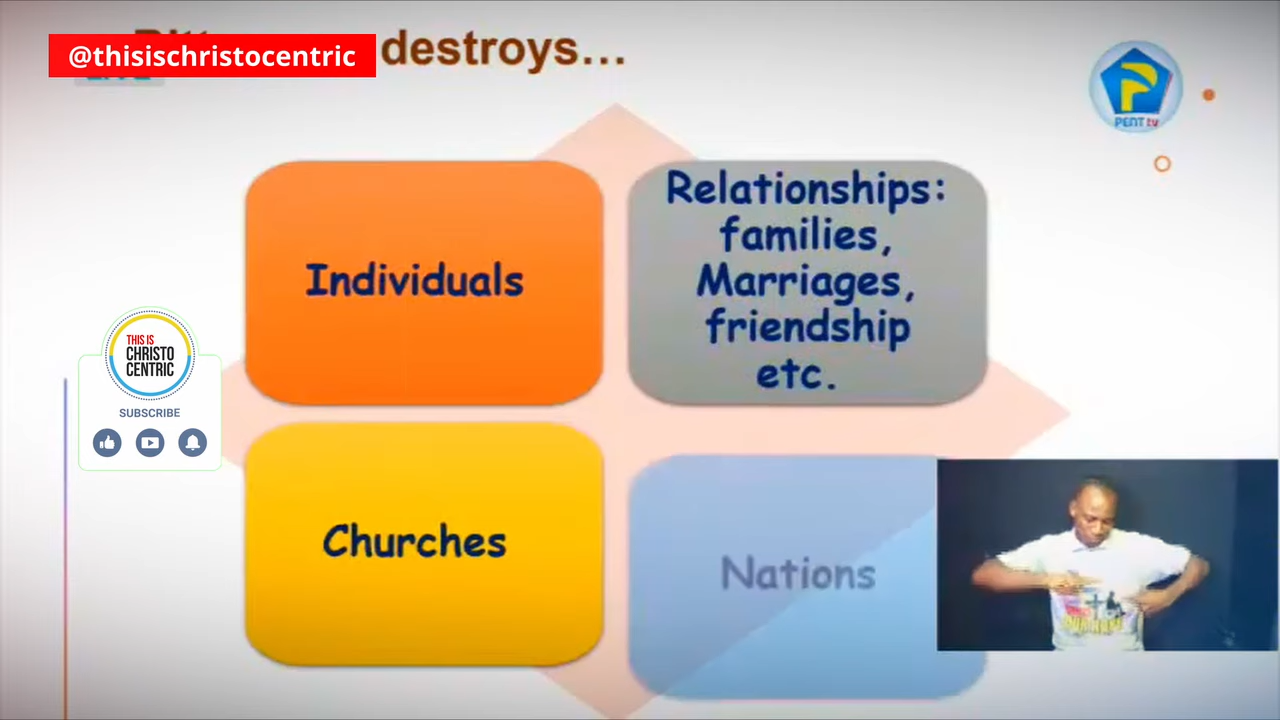 @thisischristocentric
destroys...
PENT tv
Individuals
Relationships:
families,
Marriages,
friendship
etc.
THIS IS
CHRISTO
CENTRIC
SUBSCRIBE
Churches
Nations